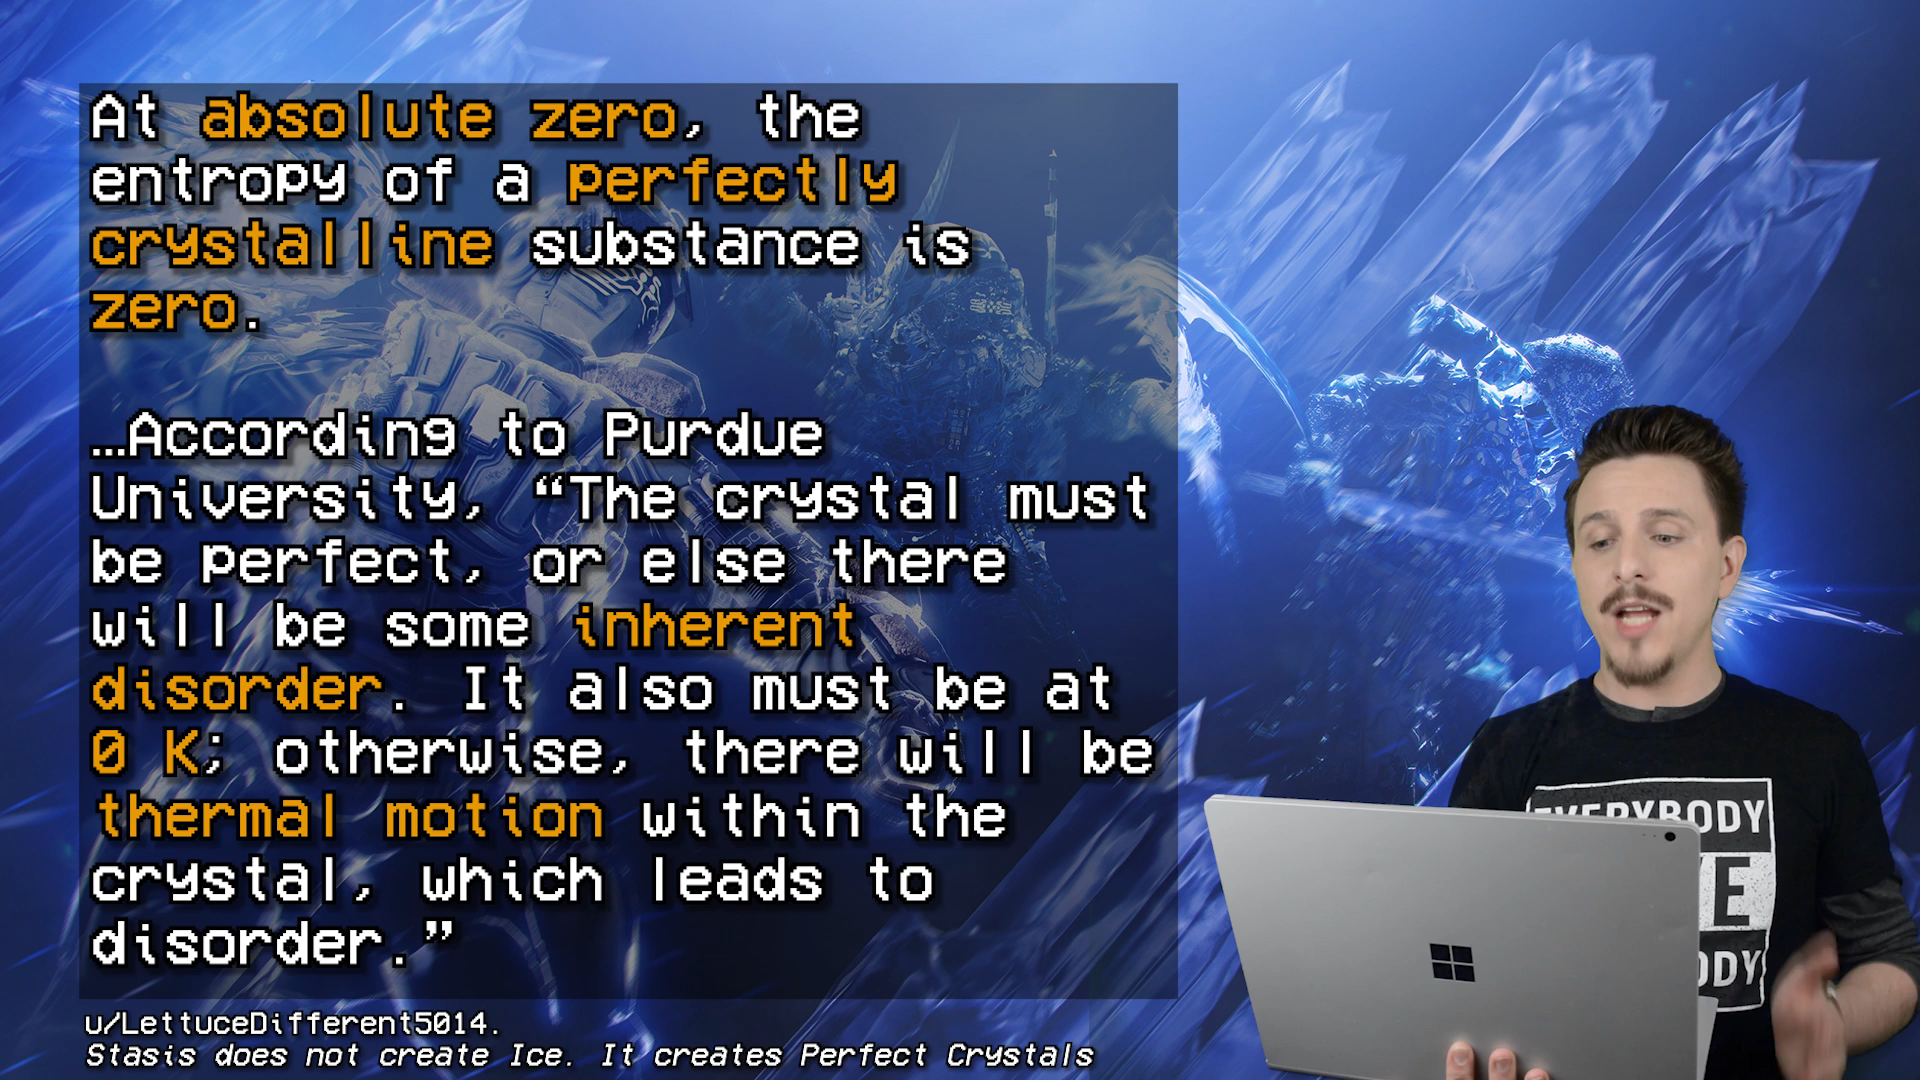 At absolute zero, the
entropy of a perfectly
crystalline substance is
zero.
…According to Purdue
University, “The crystal must
be perfect, or else there
will be some inherent
disorder. It also must be at
0 K; otherwise, there will be
thermal motion within the
crystal, which leads to
disorder.”
u/LettuceDifferent5014.
Stasis does not create Ice. It creates Perfect Crystals
EVERYBODY